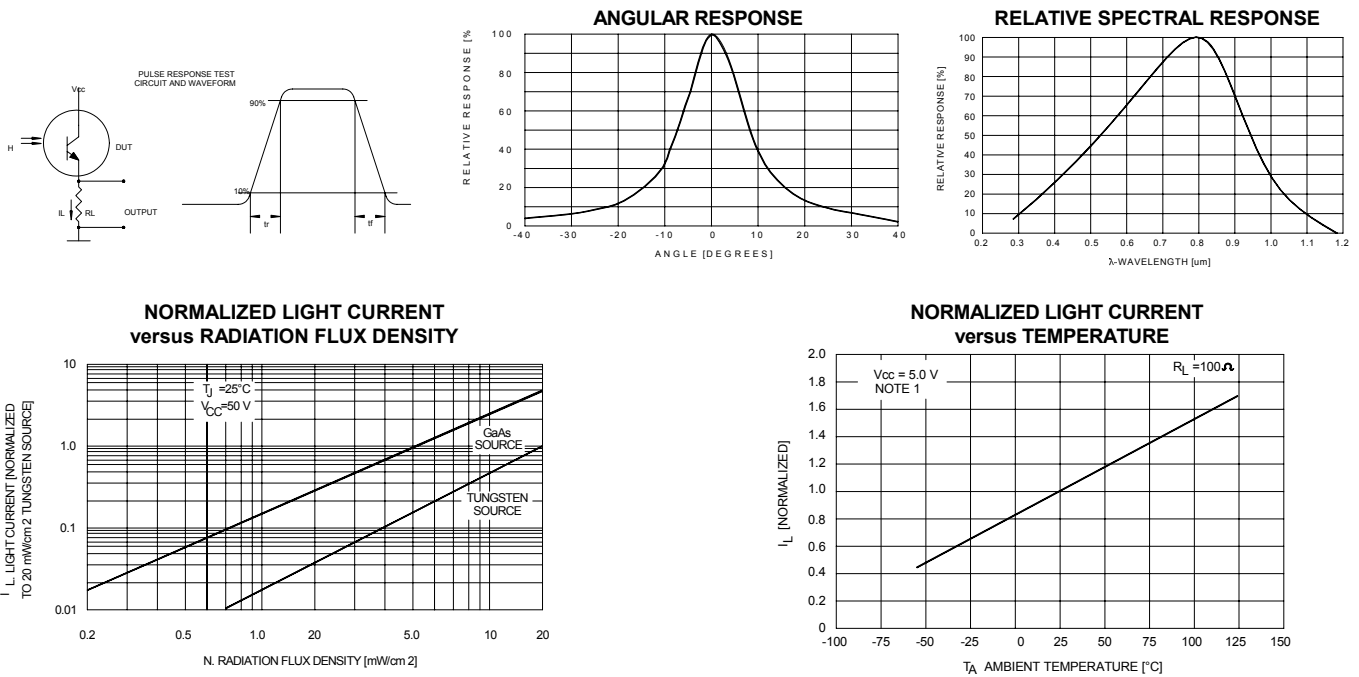 PULSE RESPONSE TEST
CIRCUIT AND WAVEFORM
Vcc
H
DUT
IL
RL
OUTPUT
90%
10%
tr
tf
ANGULAR RESPONSE
RELATIVE RESPONSE [%
100
80
60
40
20
0
-40 -30 -20 -10 0 10 20 30 40
ANGLE [DEGREES]
RELATIVE SPECTRAL RESPONSE
RELATIVE RESPONSE [%]
100
90
80
70
60
50
40
30
20
10
0
0.2 0.3 0.4 0.5 0.6 0.7 0.8 0.9 1.0 1.1 1.2
λ-WAVELENGTH [um]
NORMALIZED LIGHT CURRENT
versus RADIATION FLUX DENSITY
I L. LIGHT CURRENT [NORMALIZED
TO 20 mW/cm 2 TUNGSTEN SOURCE]
10
1.0
0.1
0.01
TJ =25°C
VCC=50 V
GaAs
SOURCE
TUNGSTEN
SOURCE
0.2 0.5 1.0 20 5.0 10 20
N. RADIATION FLUX DENSITY [mW/cm 2]
NORMALIZED LIGHT CURRENT
versus TEMPERATURE
IL [NORMALIZED]
2.0
1.8
1.6
1.4
1.2
1.0
0.8
0.6
0.4
0.2
0
Vcc = 5.0 V
NOTE 1
RL =100Ω
-100 -75 -50 -25 0 25 50 75 100 125 150
TA AMBIENT TEMPERATURE [°C]